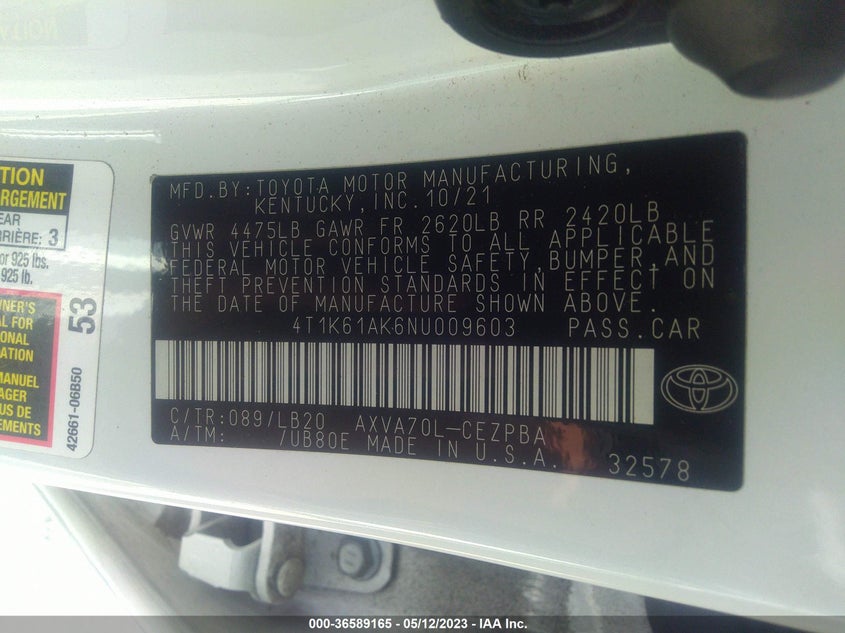 TION
ARGEMENT
EAR
RRIÈRE: 3
or 925 lbs.
925 lb.
NER'S
AL FOR
ONAL
ATION
MANUEL
AGER
US DE
EMENTS
53
42661-06B50
MFD.BY:TOYOTA MOTOR MANUFACTURING,
KENTUCKY,INC.10/21
GVWR 4475LB GAWR FR 2620LB RR 2420LB
THIS VEHICLE CONFORMS TO ALL APPLICABLE
FEDERAL MOTOR VEHICLE SAFETY,BUMPER,AND
THEFT PREVENTION STANDARDS IN EFFECT ON
THE DATE OF MANUFACTURE SHOWN ABOVE.
4T1K61AK6NU009603 PASS.CAR
C/TR:089/LB20 AXVA70L-CEZPBA
A/TM: /UB80E MADE IN U.S.A. 32578
000-36589165 - 05/12/2023 - IAA Inc.